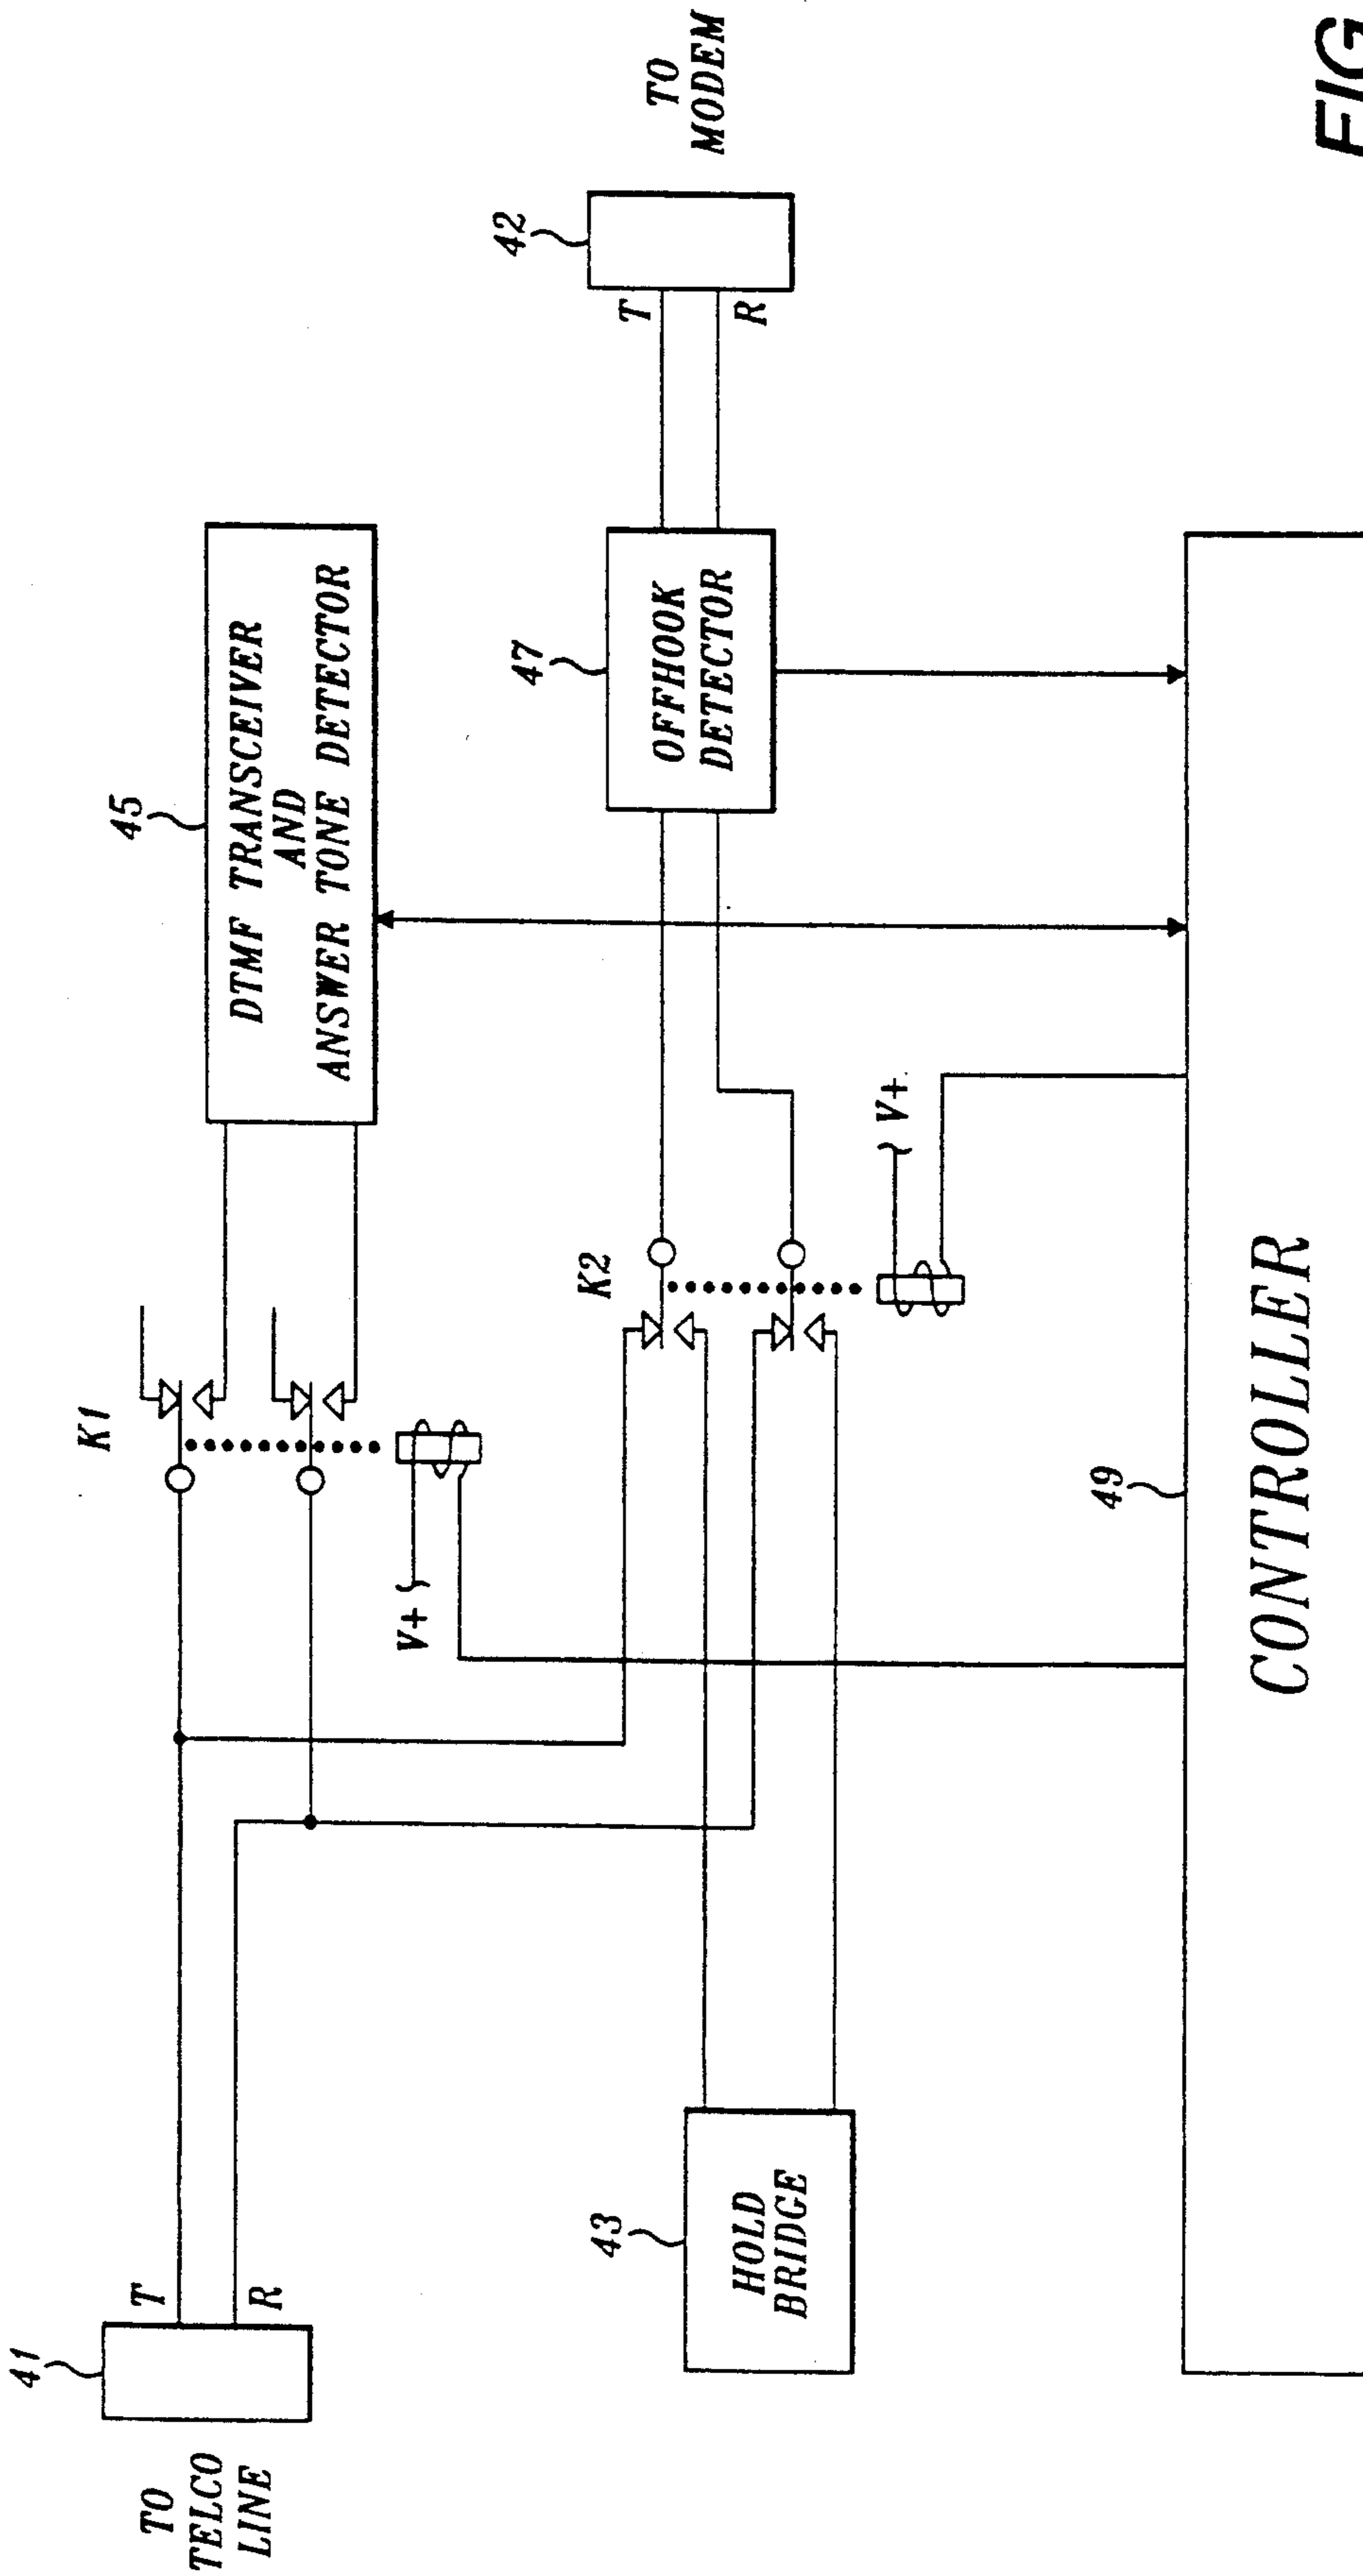 41
TO
TELCO
LINE
T
R
K1
V+
45
DTMF TRANSCEIVER
AND
ANSWER TONE DETECTOR
43
HOLD
BRIDGE
K2
V+
47
OFFHOOK
DETECTOR
42
T
R
TO
MODEM
49
CONTROLLER
FIG